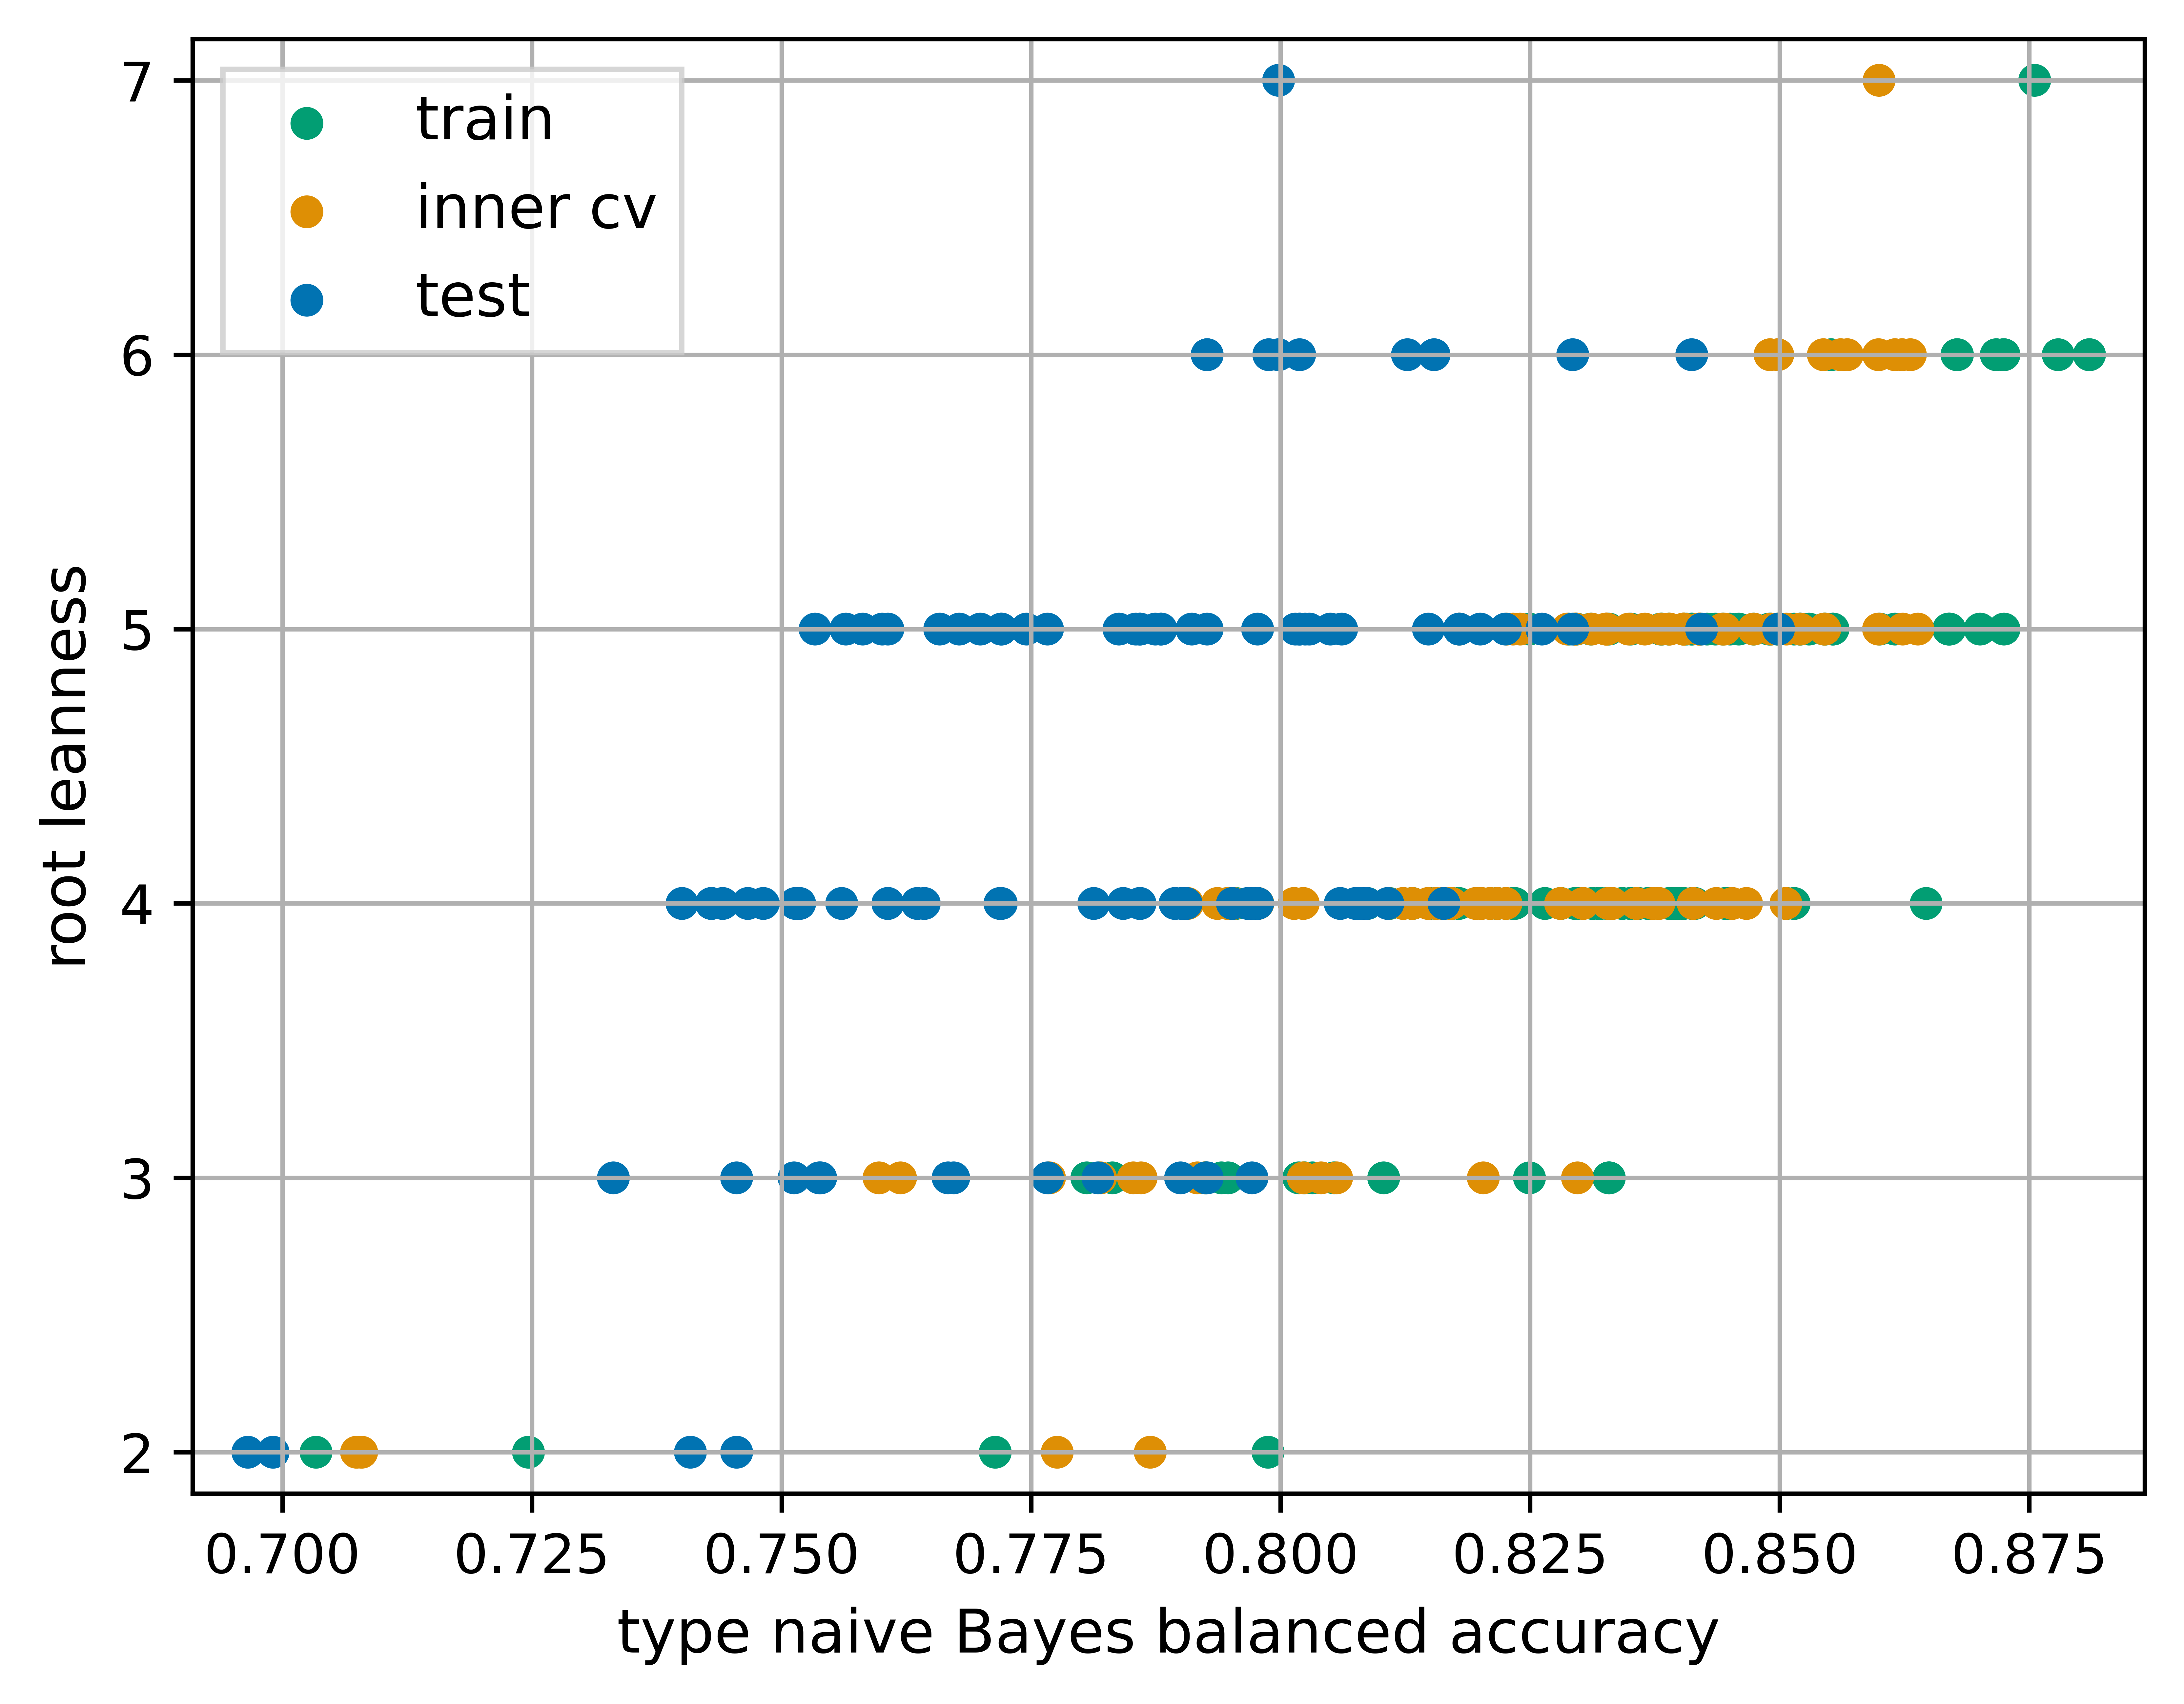 7
6
5
4
3
2
root leanness
train
inner cv
test
0.700 0.725 0.750 0.775 0.800 0.825 0.850 0.875
type naive Bayes balanced accuracy